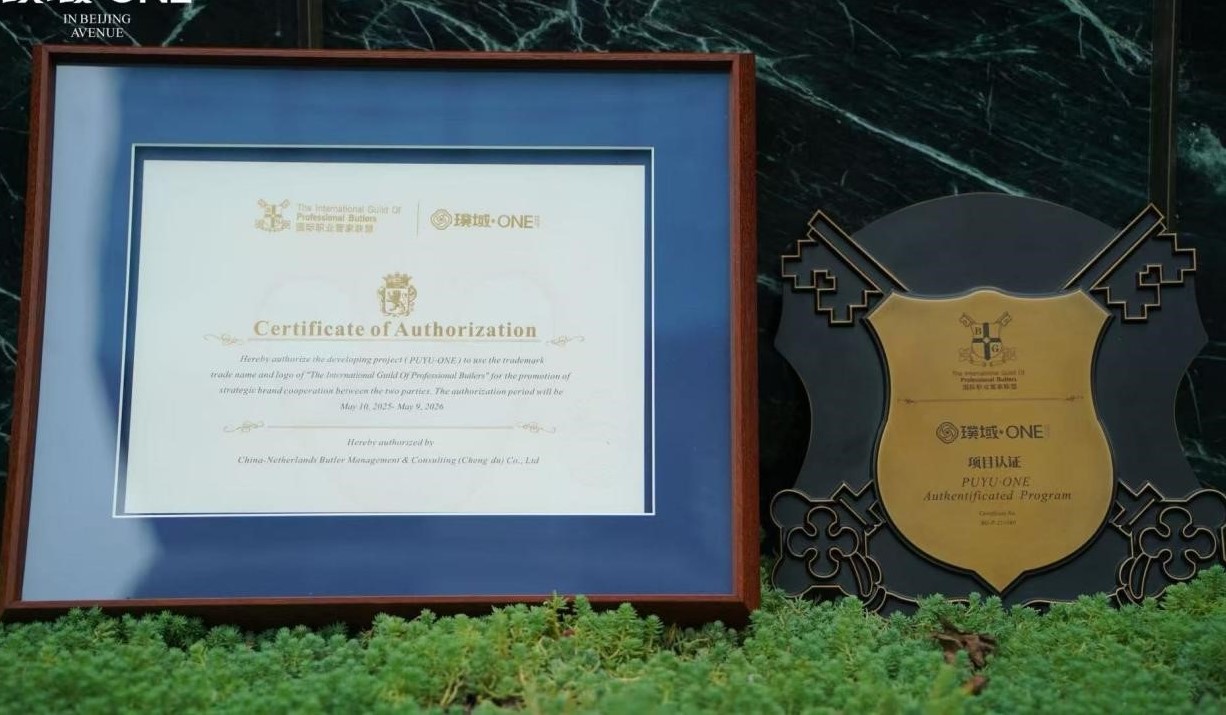 IN BEIJING
AVENUE
The International Guild Of
Professional Butlers
国际职业管家联盟
璞域·ONE
Certificate of Authorization
Hereby authorize the developing project ( PUYU-ONE ) to use the trademark
trade name and logo of "The International Guild Of Professional Butlers" for the promotion of
strategic brand cooperation between the two parties. The authorization period will be
May 10, 2025- May 9, 2026
Hereby authorized by
China-Netherlands Butler Management & Consulting (Cheng du) Co., Ltd
B
G
The International Guild Of
Professional Butlers
国际职业管家联盟
璞域·ONE
项目认证
PUYU·ONE
Authentificated Program
Certificate No.